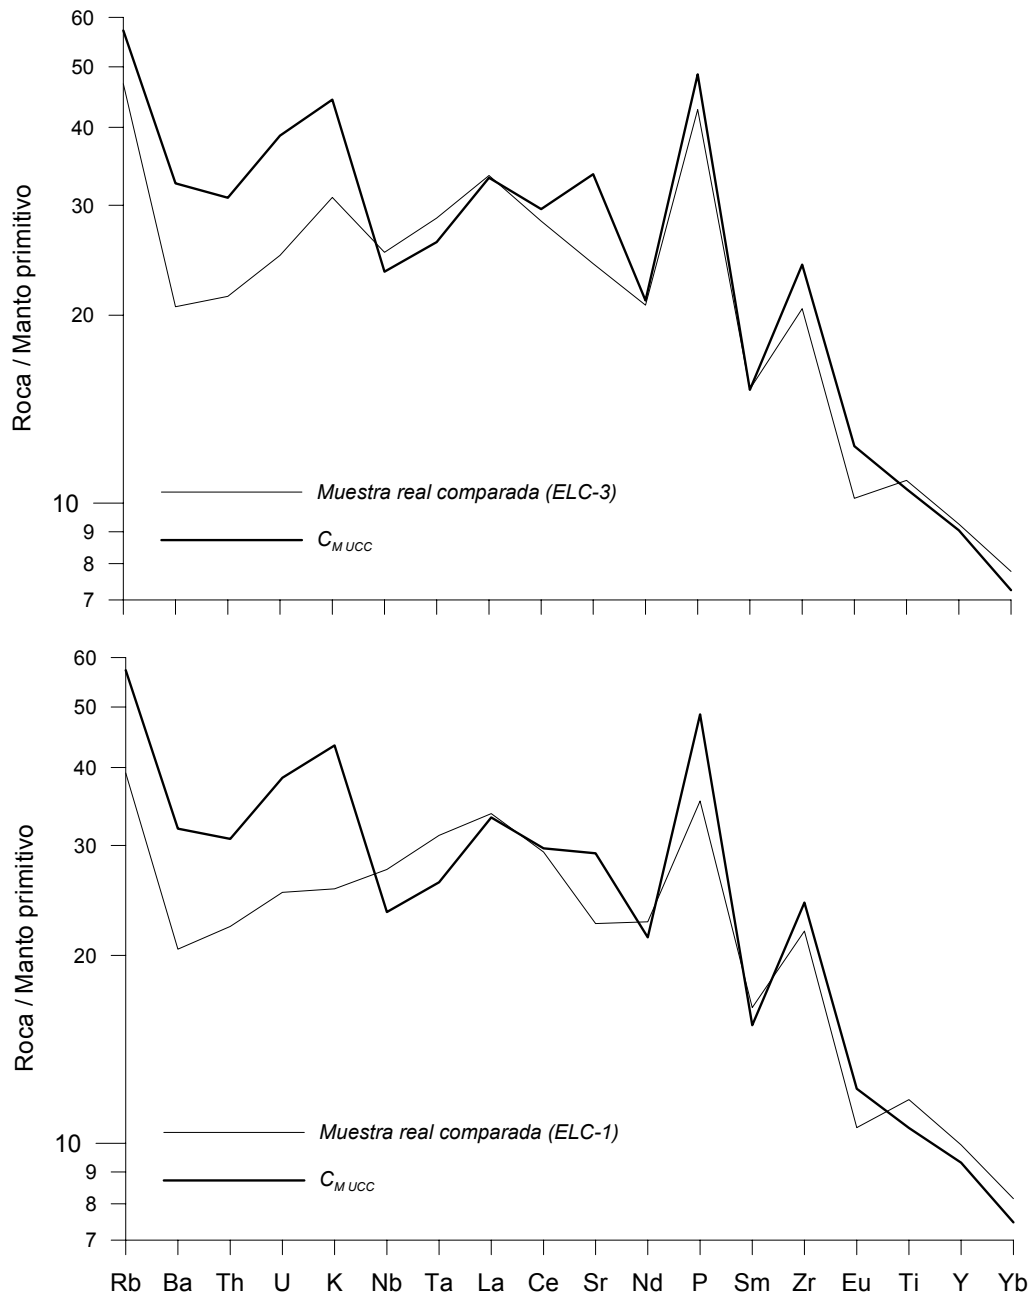 60
50
40
30
20
10
9
8
7
Roca / Manto primitivo
Muestra real comparada (ELC-3)
C M UCC
60
50
40
30
20
10
9
8
7
Roca / Manto primitivo
Muestra real comparada (ELC-1)
C M UCC
Rb Ba Th U K Nb Ta La Ce Sr Nd P Sm Zr Eu Ti Y Yb